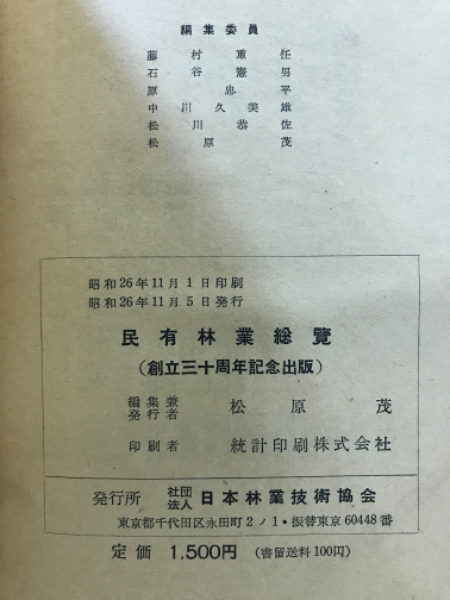 編集委員
藤村重任
石谷憲男
原忠平
中川久美雄
松川恭佐
松原茂
昭和26年11月1日印刷
昭和26年11月5日発行
民有林業総覧
(創立三十周年記念出版)
編集兼発行者 松原茂
印刷者 統計印刷株式会社
発行所 社団法人 日本林業技術協会
東京都千代田区永田町2ノ1・振替東京60448番
定価 1,500円 (書留送料100円)